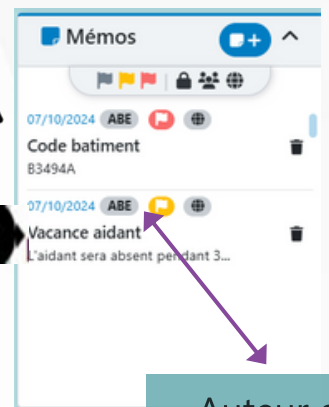 Mémos
07/10/2024 ABE
Code batiment
B3494A
07/10/2024 ABE
Vacance aidant
L'aidant sera absent pendant 3...
Auteur